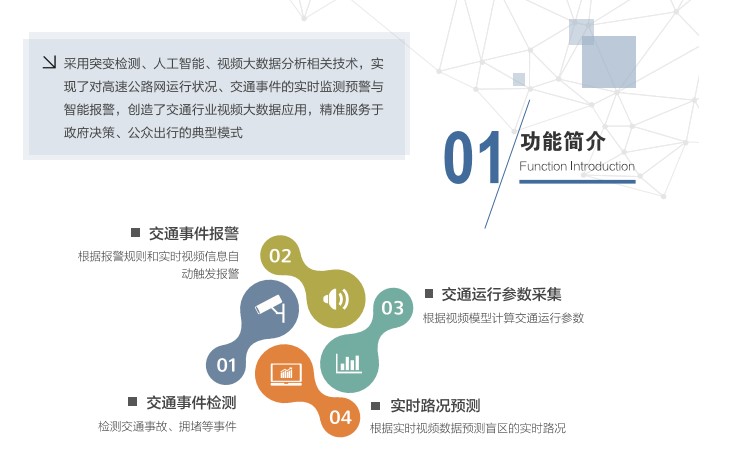 采用突变检测、人工智能、视频大数据分析相关技术，实
现了对高速公路网运行状况、交通事件的实时监测预警与
智能报警，创造了交通行业视频大数据应用，精准服务于
政府决策、公众出行的典型模式
01
功能简介
Function Introduction
交通事件报警
根据报警规则和实时视频信息自
动触发报警
02
交通运行参数采集
根据视频模型计算交通运行参数
03
01
交通事件检测
检测交通事故、拥堵等事件
04
实时路况预测
根据实时视频数据预测盲区的实时路况